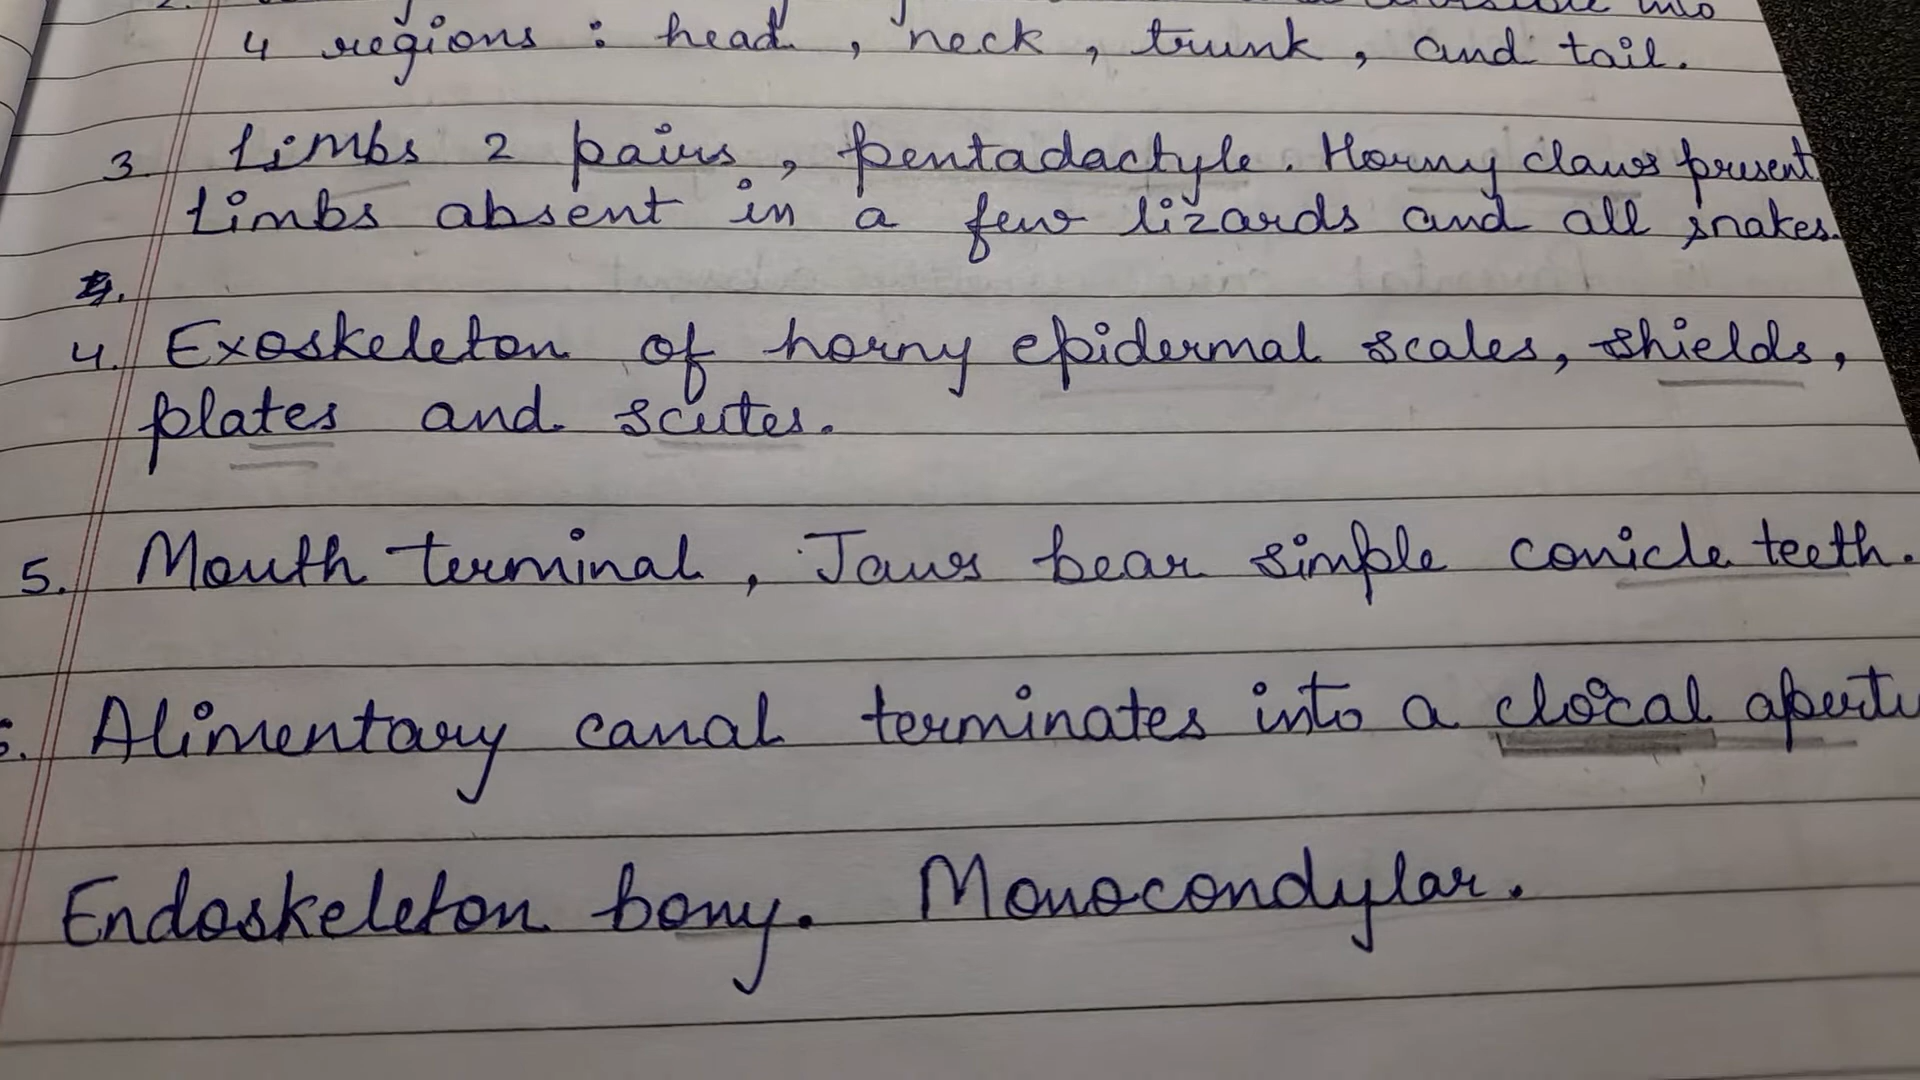 into
4 regions : head , neck , trunk , and tail.
3. Limbs 2 pairs , pentadactyle. Horny claws present.
Limbs absent in a few lizards and all snakes.
4. Exoskeleton of horny epidermal scales, shields,
plates and scutes.
5. Mouth terminal , Jaws bear simple conicle teeth.
Alimentary canal terminates into a clocal apertu
Endoskeleton bony. Monocondylar.